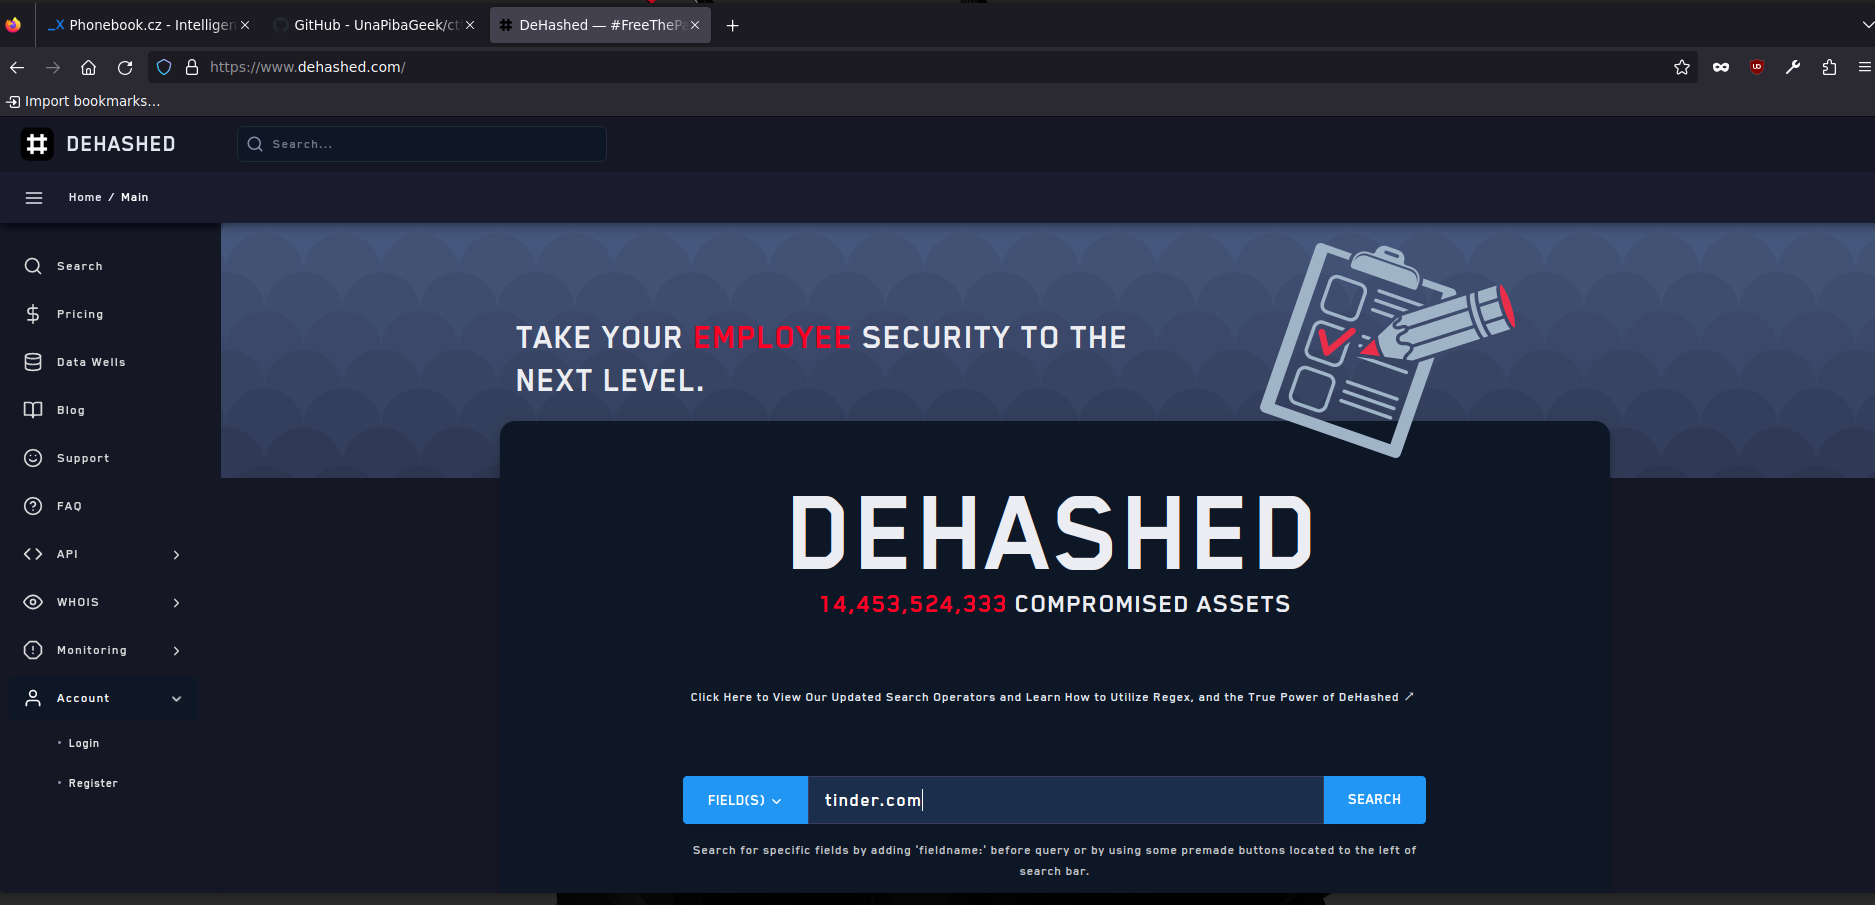 Phonebook.cz - Intelligen
GitHub - UnaPibaGeek/ct
DeHashed — #FreeThePa
https://www.dehashed.com/
Import bookmarks...
DEHASHED
Search...
Home / Main
Search
Pricing
Data Wells
Blog
Support
FAQ
API
WHOIS
Monitoring
Account
Login
Register
TAKE YOUR EMPLOYEE SECURITY TO THE
NEXT LEVEL.
DEHASHED
14,453,524,333 COMPROMISED ASSETS
Click Here to View Our Updated Search Operators and Learn How to Utilize Regex, and the True Power of DeHashed
FIELD(S)
tinder.com
SEARCH
Search for specific fields by adding 'fieldname:' before query or by using some premade buttons located to the left of
search bar.